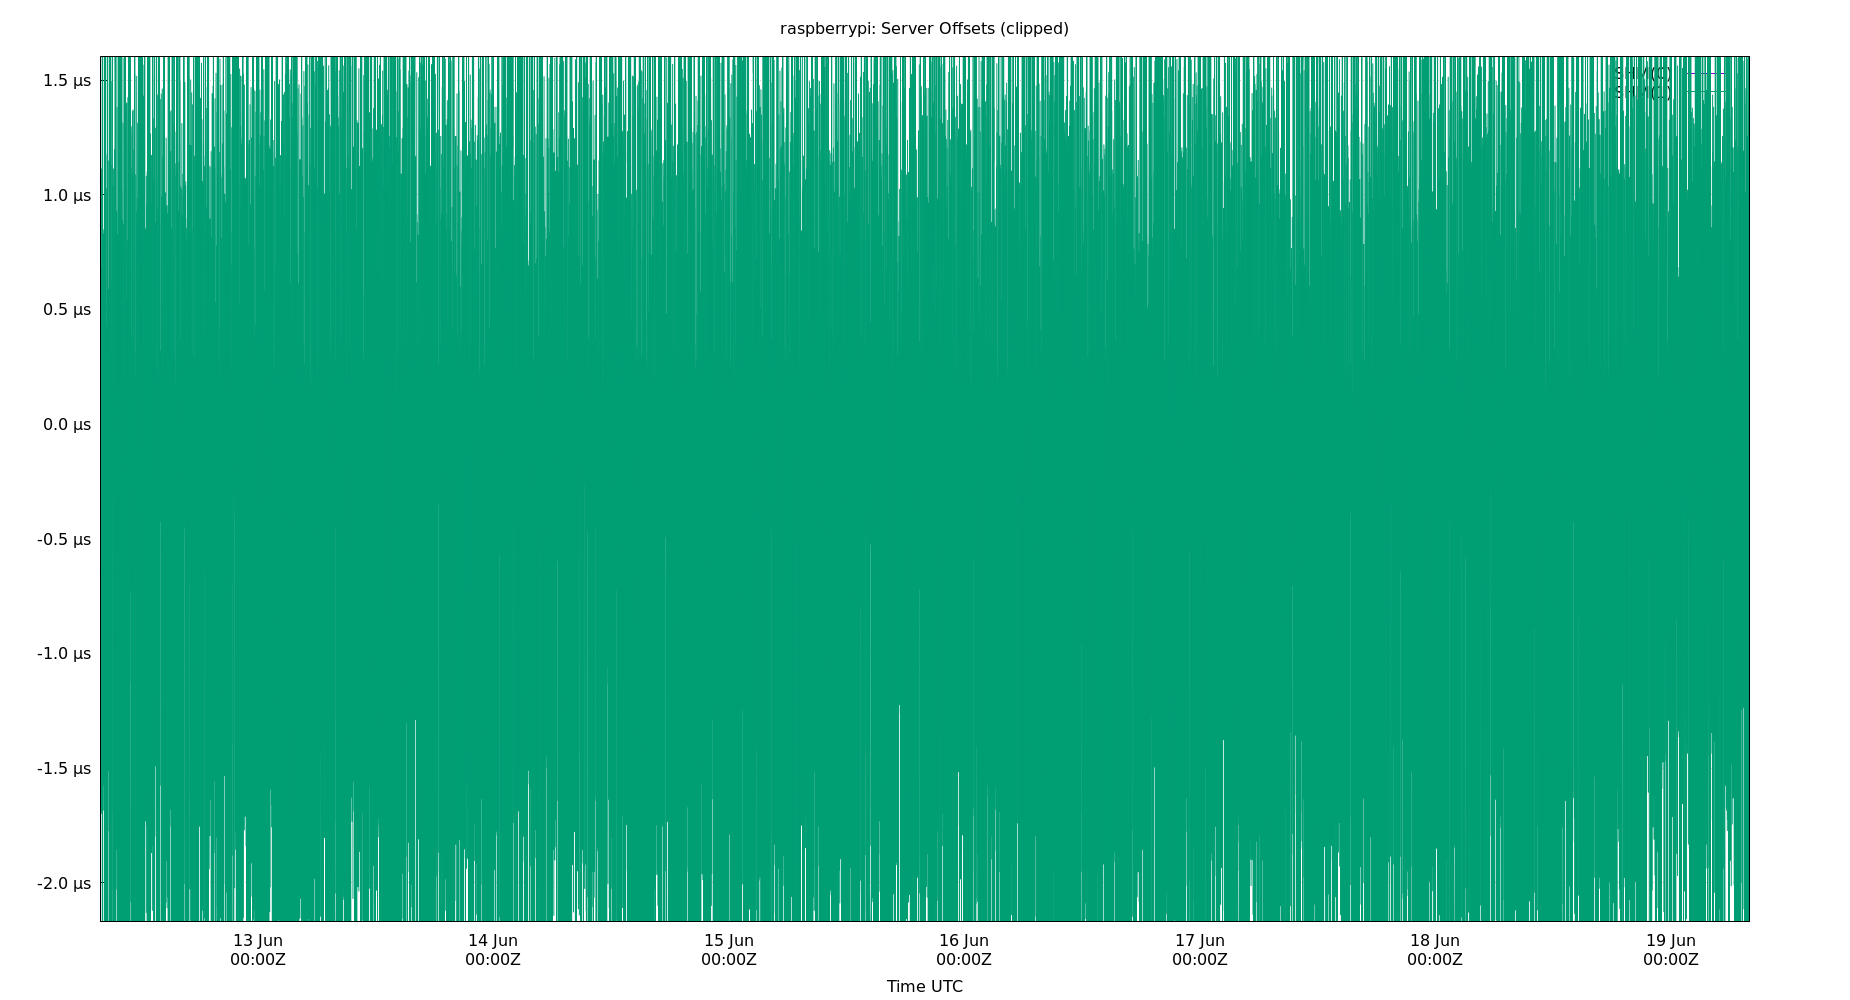 raspberrypi: Server Offsets (clipped)
1.5 µs
1.0 µs
0.5 µs
0.0 µs
-0.5 µs
-1.0 µs
-1.5 µs
-2.0 µs
SHM(0)
13 Jun
00:00Z
14 Jun
00:00Z
15 Jun
00:00Z
16 Jun
00:00Z
17 Jun
00:00Z
18 Jun
00:00Z
19 Jun
00:00Z
Time UTC